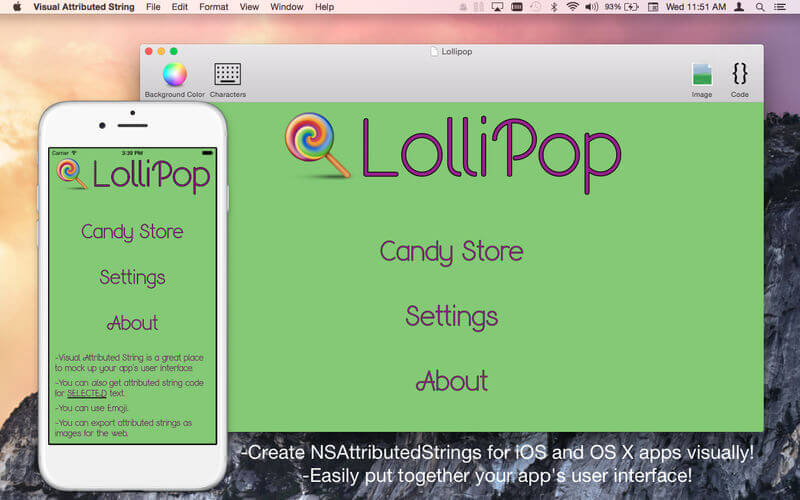 Visual Attributed String File Edit Format View Window Help 93% Wed 11:51 AM
Lollipop
Background Color Characters Image {} Code
LolliPop
Candy Store
Settings
About
Carrier 3:39 PM
LolliPop
Candy Store
Settings
About
-Visual Attributed String is a great place
to mock up your app's user interface.
-You can also get attributed string code
for SELECTED text.
-You can use Emoji.
-You can export attributed strings as
images for the web.
-Create NSAttributedStrings for iOS and OS X apps visually!
-Easily put together your app's user interface!